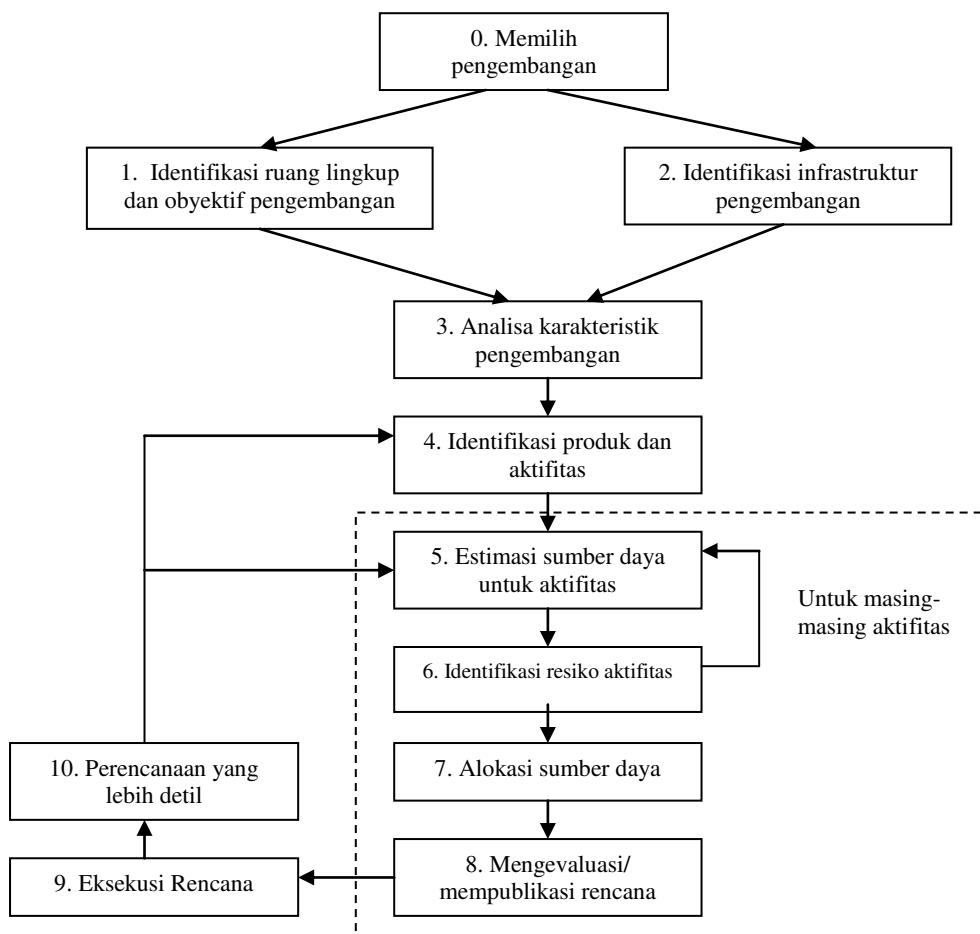 0. Memilih
pengembangan
1. Identifikasi ruang lingkup
dan obyektif pengembangan
2. Identifikasi infrastruktur
pengembangan
3. Analisa karakteristik
pengembangan
4. Identifikasi produk dan
aktifitas
5. Estimasi sumber daya
untuk aktifitas
Untuk masing-
masing aktifitas
6. Identifikasi resiko aktifitas
7. Alokasi sumber daya
10. Perencanaan yang
lebih detil
8. Mengevaluasi/
mempublikasi rencana
9. Eksekusi Rencana